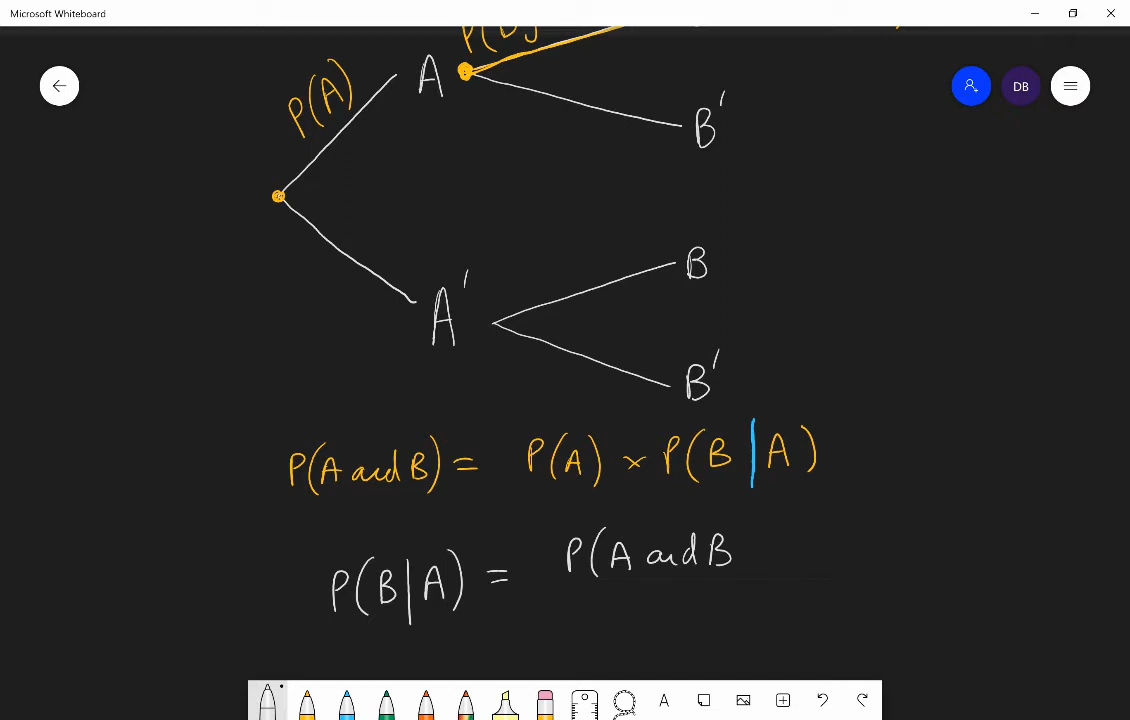 Microsoft Whiteboard
P(A)
A
B'
DB
B
A'
B'
P(A and B) = P(A) × P(B | A)
P(B|A) = P(A and B
A